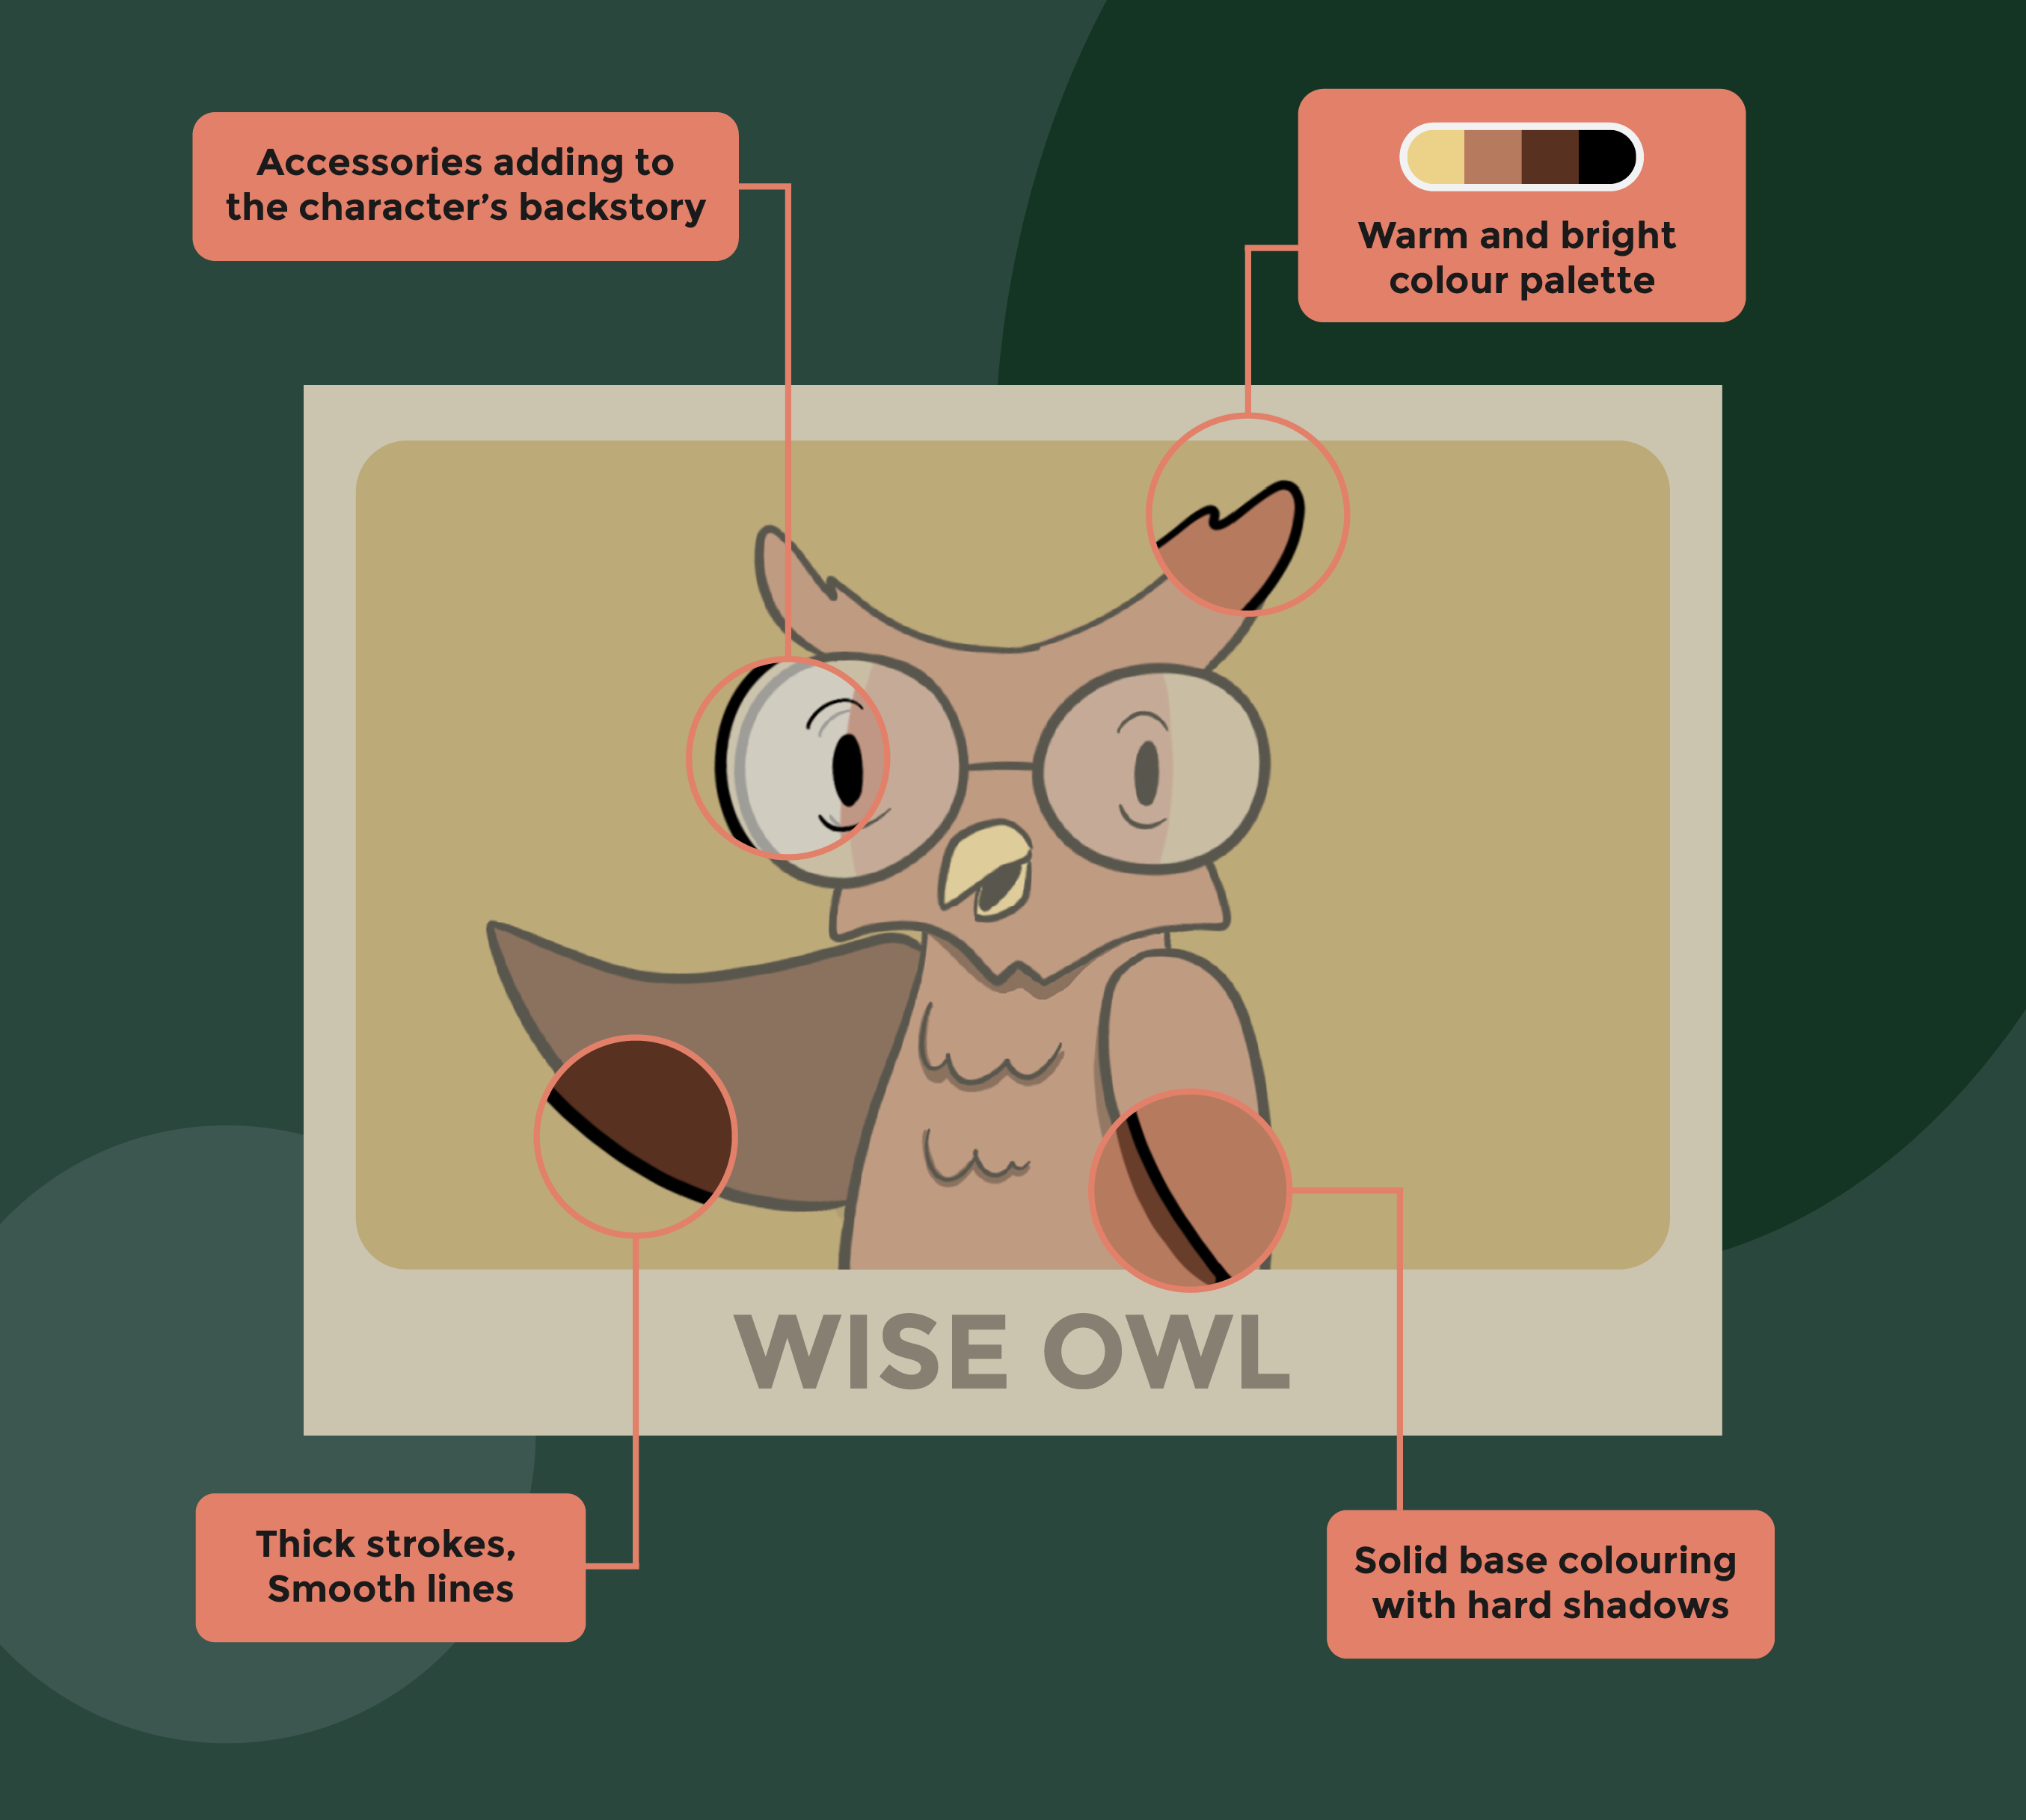 Accessories adding to
the character’s backstory
Warm and bright
colour palette
WISE OWL
Thick strokes,
Smooth lines
Solid base colouring
with hard shadows